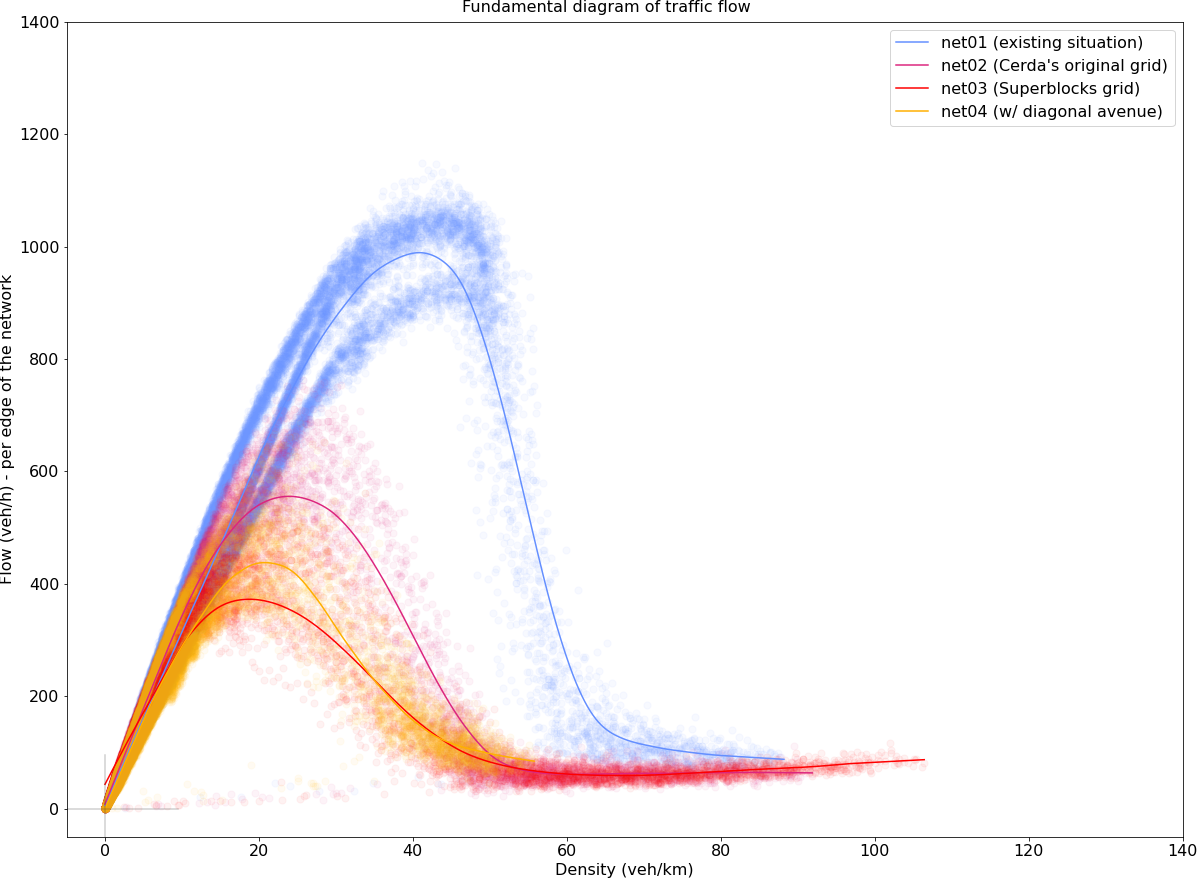 Fundamental diagram of traffic flow
1400
1200
1000
800
600
400
200
0
Flow (veh/h) - per edge of the network
net01 (existing situation)
net02 (Cerda's original grid)
net03 (Superblocks grid)
net04 (w/ diagonal avenue)
0 20 40 60 80 100 120 140
Density (veh/km)